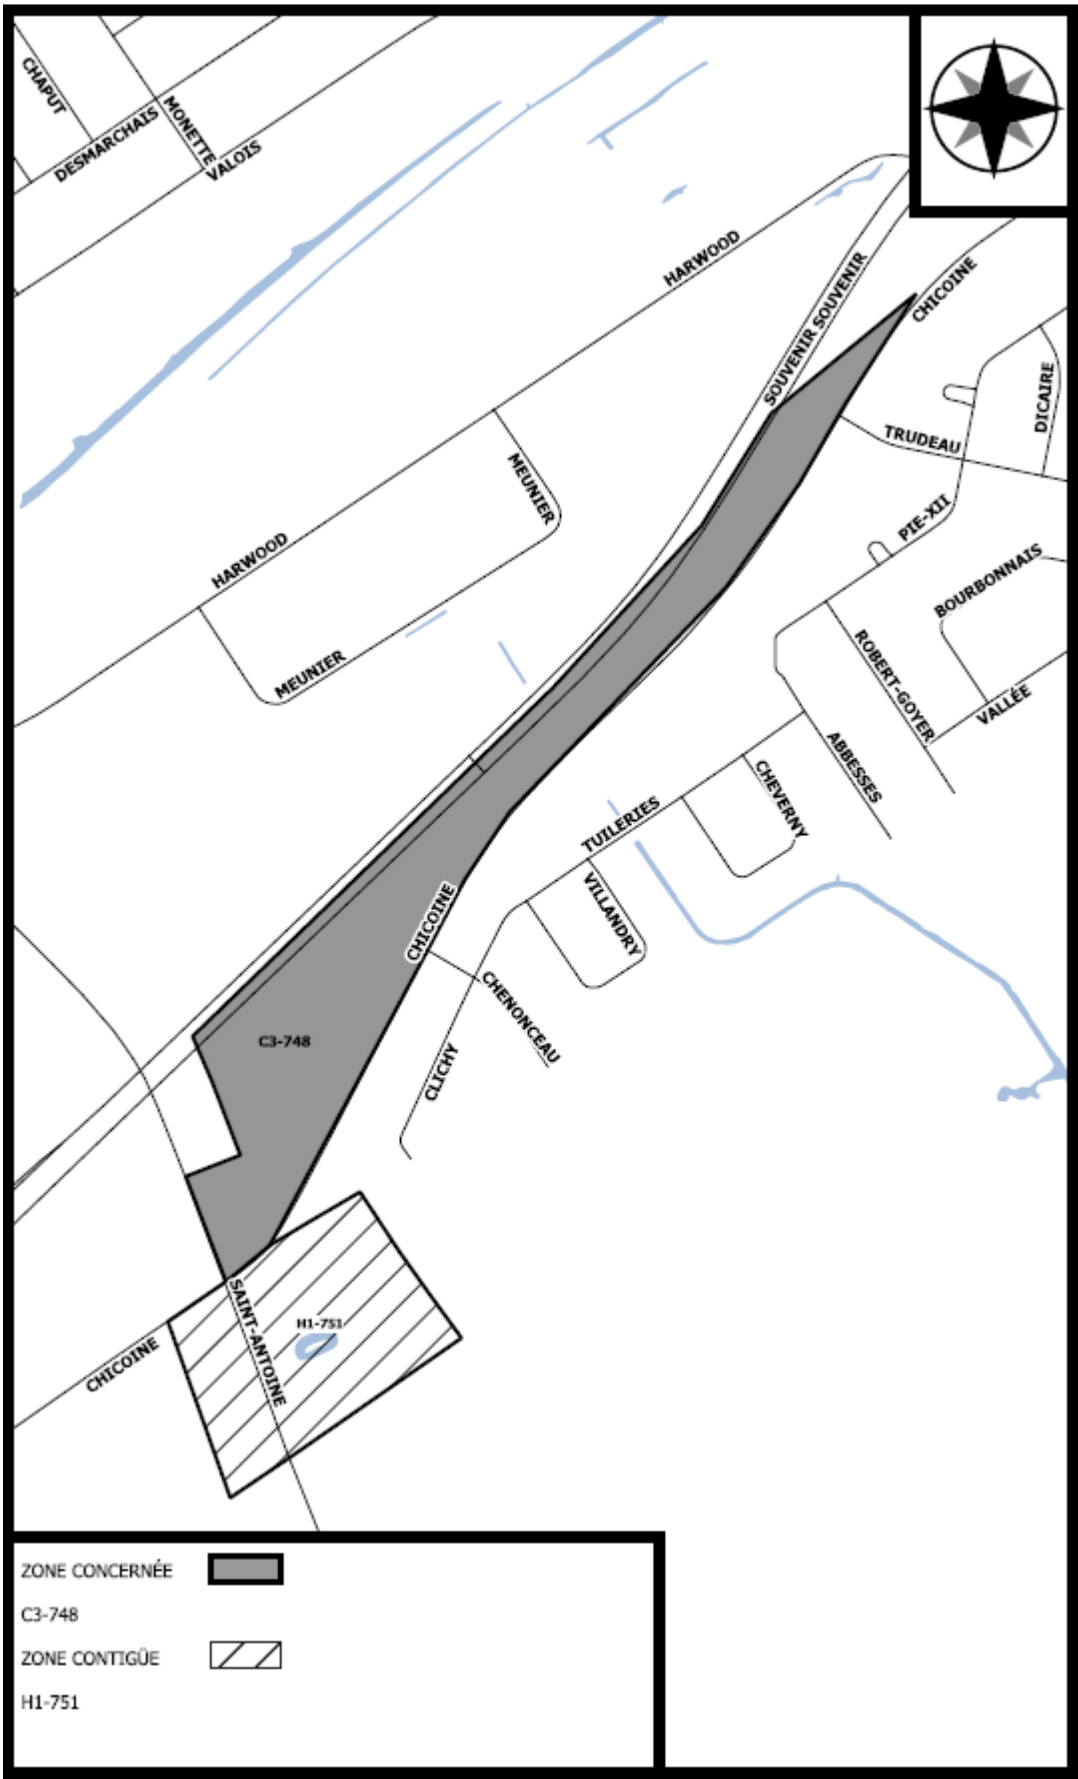 CHAPUT
DESMARCHAIS
MONETTE
VALOIS
HARWOOD
SOUVENIR SOUVENIR
CHICOINE
DICAIRE
TRUDEAU
MEUNIER
PIE-XII
HARWOOD
BOURBONNAIS
MEUNIER
ROBERT-GOYER
VALLÉE
ABBESSES
CHEVERNY
TUILERIES
VILLANDRY
CHICOINE
CHENONCEAU
C3-748
CLICHY
SAINT-ANTOINE
H1-751
CHICOINE
ZONE CONCERNÉE
C3-748
ZONE CONTIGÜE
H1-751